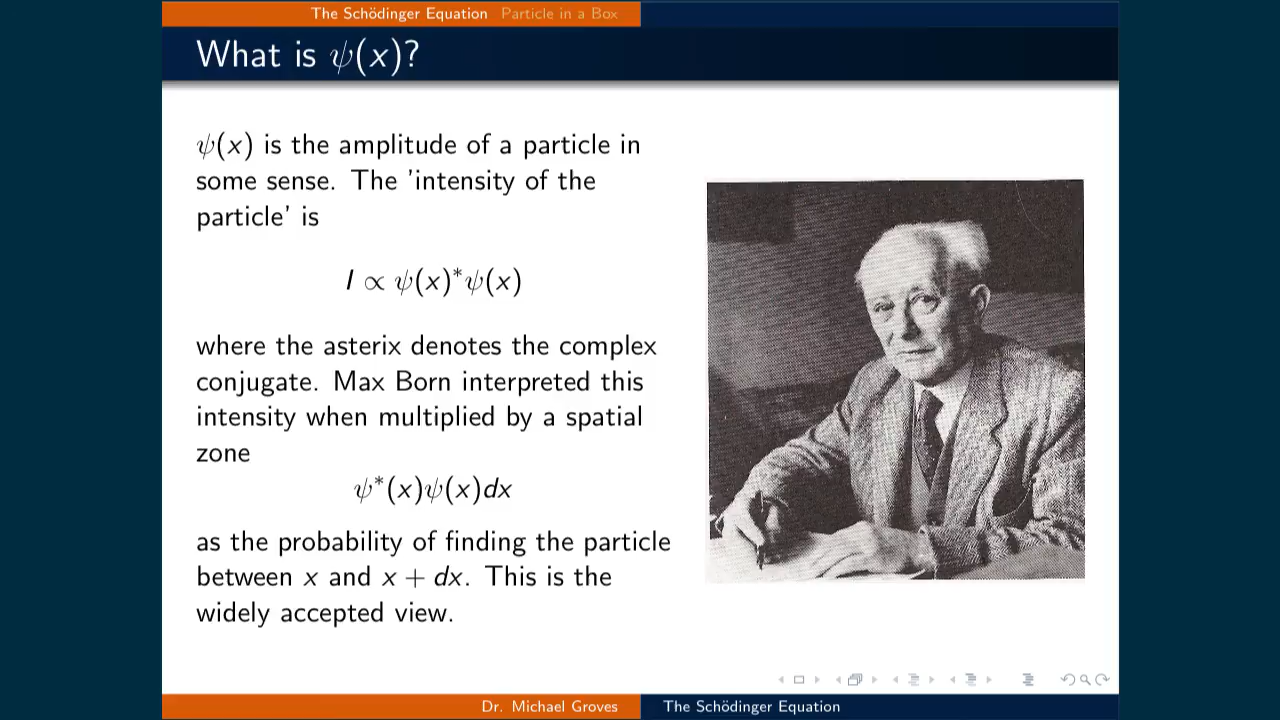 The Schödinger Equation Particle in a Box
What is ψ(x)?
ψ(x) is the amplitude of a particle in
some sense. The 'intensity of the
particle' is
I ∝ ψ(x)*ψ(x)
where the asterix denotes the complex
conjugate. Max Born interpreted this
intensity when multiplied by a spatial
zone
ψ*(x)ψ(x)dx
as the probability of finding the particle
between x and x + dx. This is the
widely accepted view.
Dr. Michael Groves The Schödinger Equation